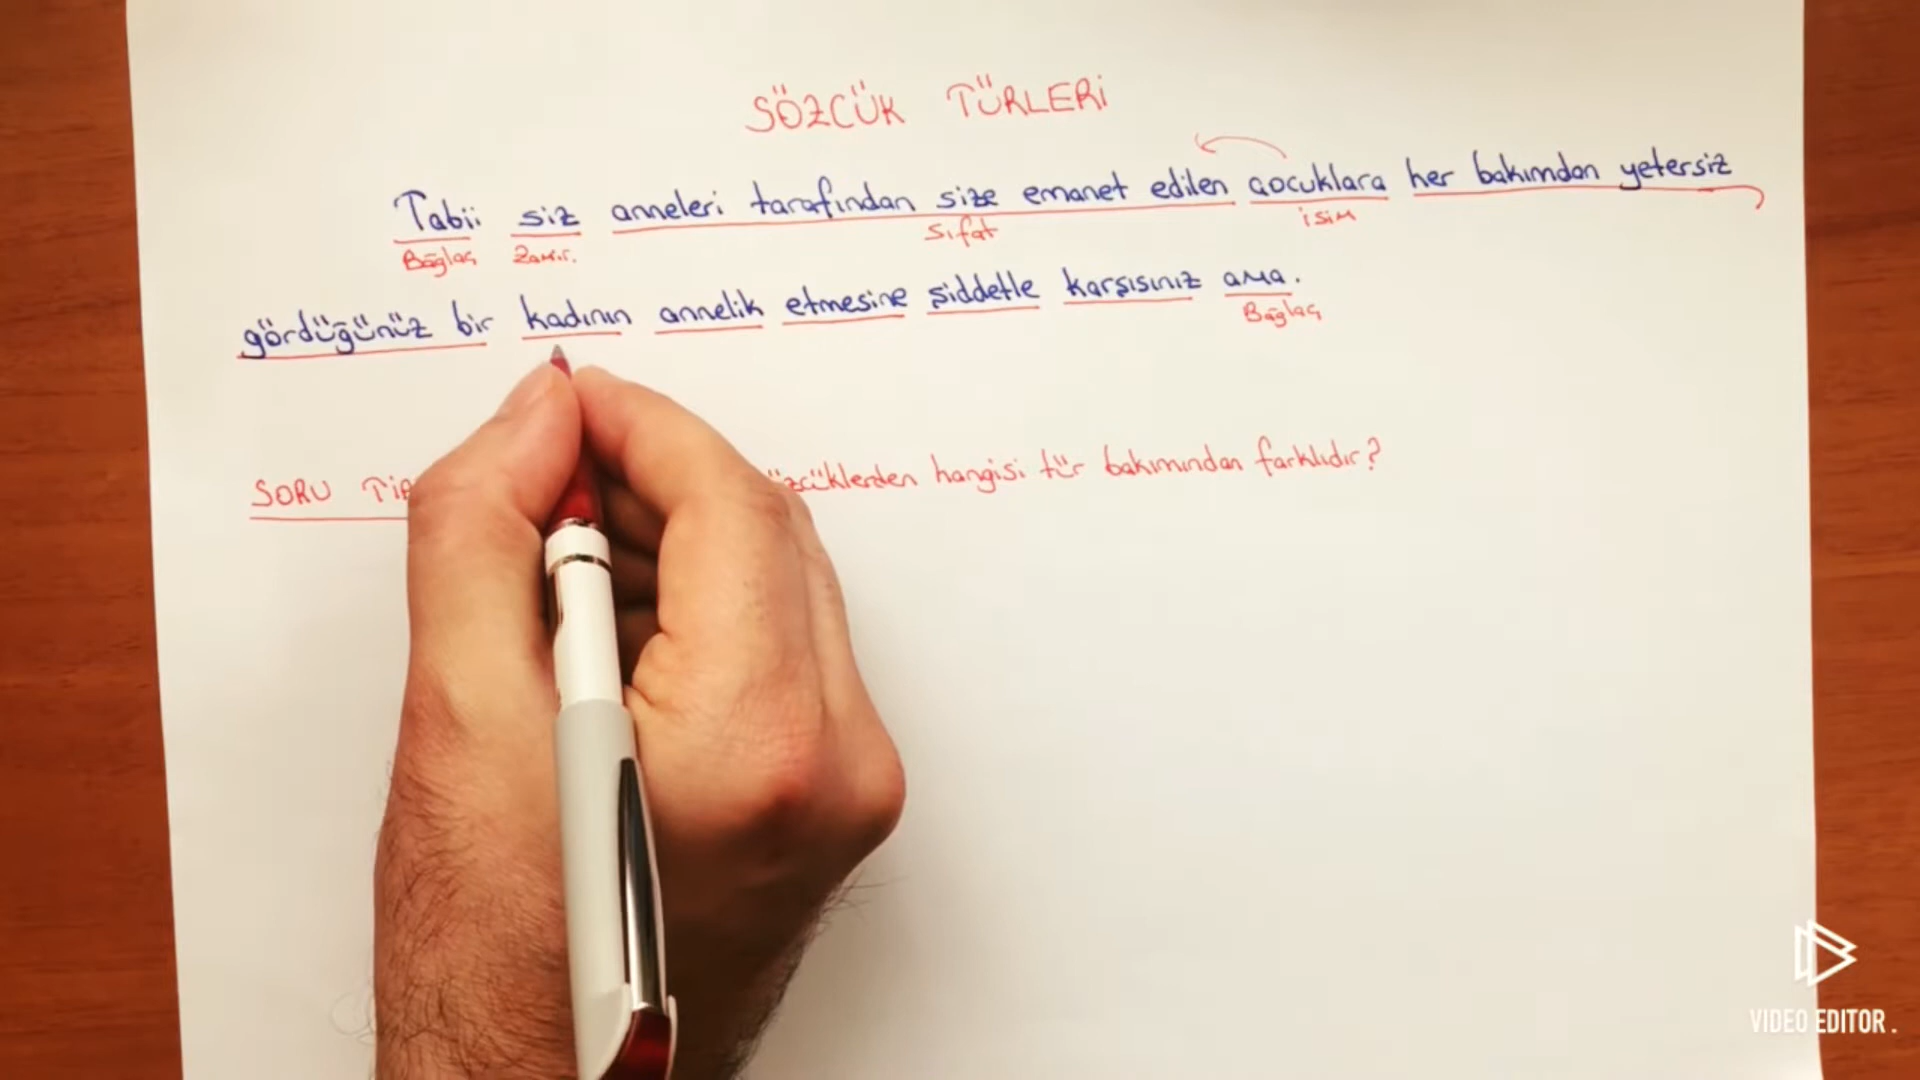 SÖZCÜK TÜRLERİ
Tabii siz anneleri tarafından size emanet edilen çocuklara her bakımdan yetersiz
Bağlaç Zamir. Sıfat isim
gördüğünüz bir kadının annelik etmesine şiddetle karşısınız ama.
Bağlaç
SORU hangisi tür bakımından farklıdır?
VIDEO EDITOR .